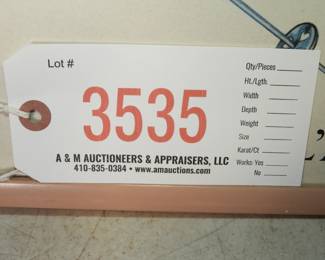 Lot #
3535
A & M AUCTIONEERS & APPRAISERS, LLC
410-835-0384 • www.amauctions.com
Qty/Pieces
Ht./Lgth.
Width
Depth
Weight
Size
Karat/Ct
Works: Yes
No